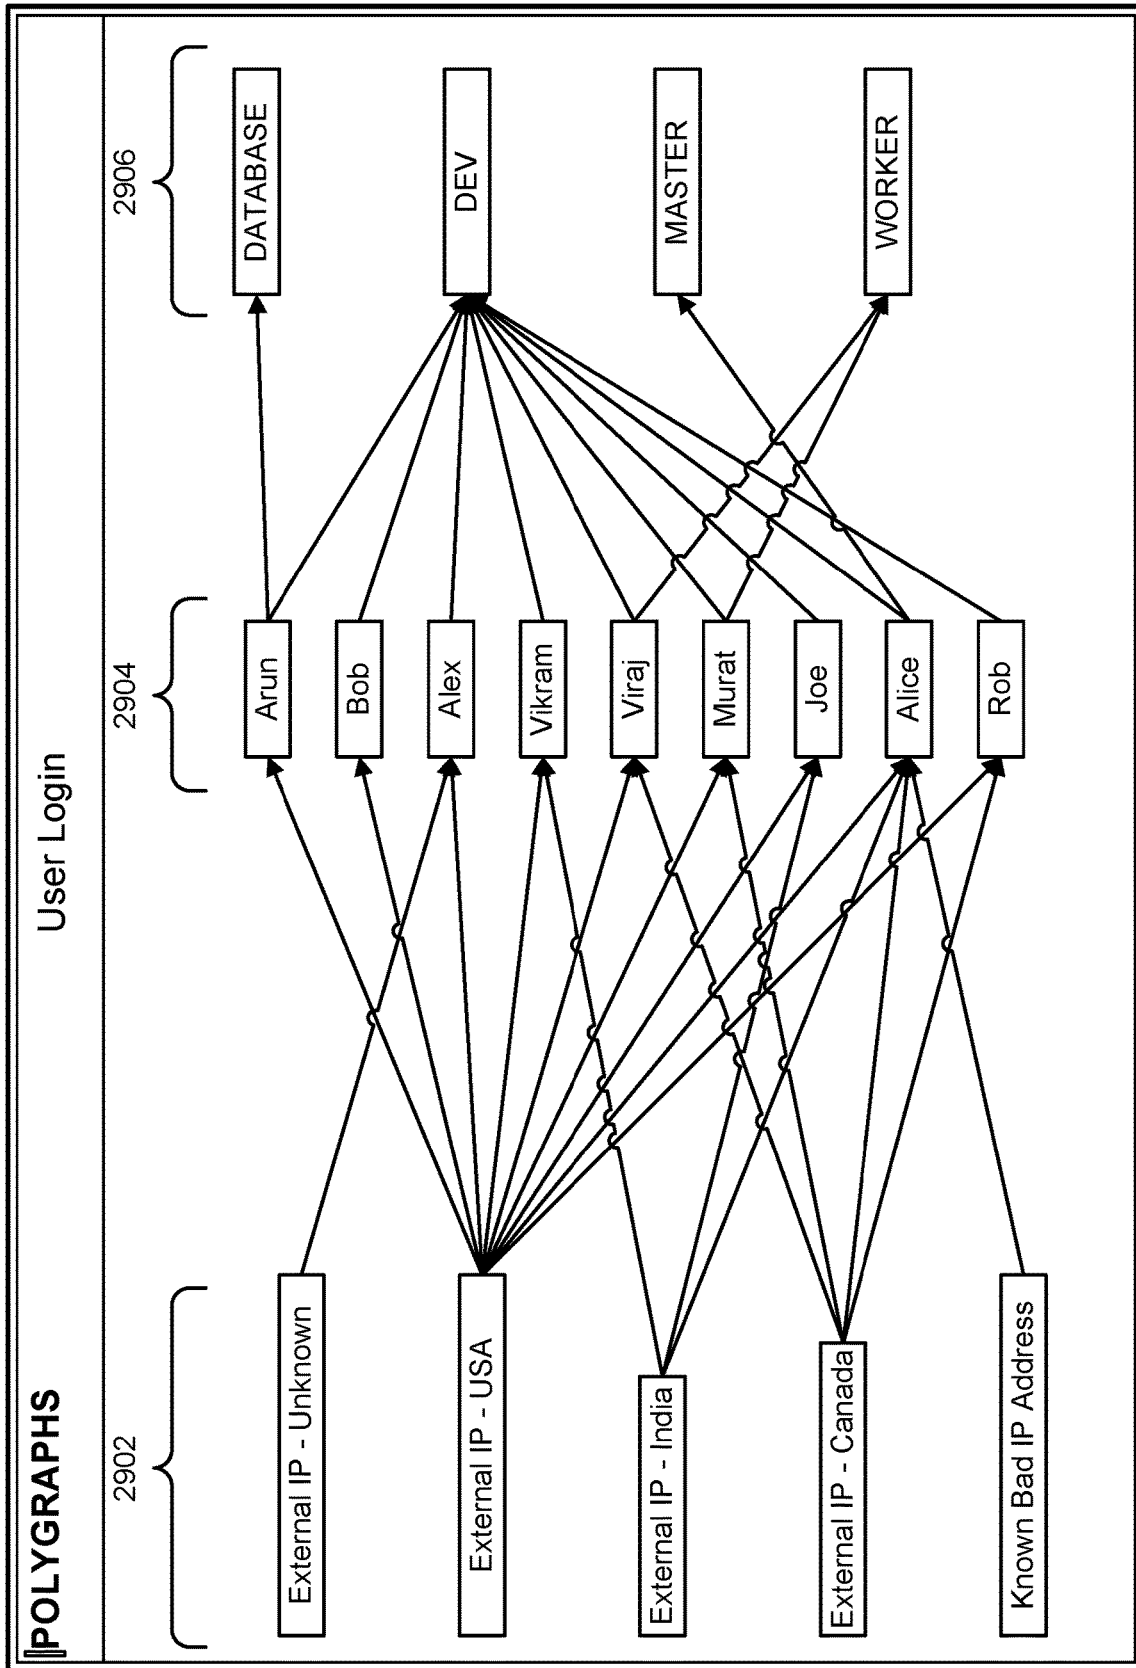 POLYGRAPHS
User Login
2902
2904
2906
External IP - Unknown
External IP - USA
External IP - India
External IP - Canada
Known Bad IP Address
Arun
Bob
Alex
Vikram
Viraj
Murat
Joe
Alice
Rob
DATABASE
DEV
MASTER
WORKER